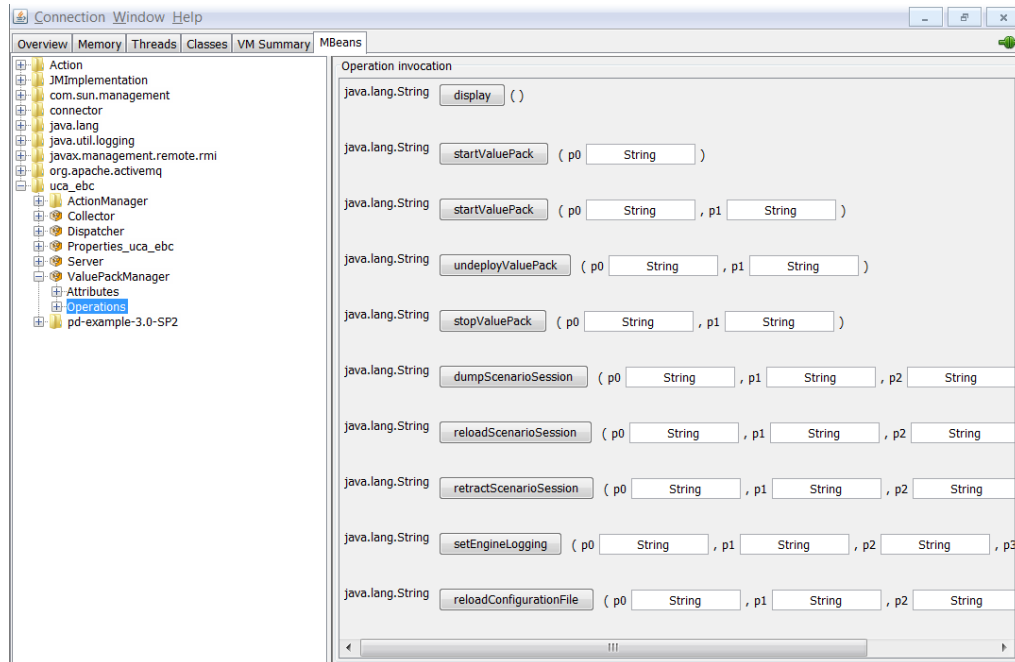 Connection Window Help
Overview Memory Threads Classes VM Summary MBeans
Action
JMImplementation
com.sun.management
connector
java.lang
java.util.logging
javax.management.remote.rmi
org.apache.activemq
uca_ebc
ActionManager
Collector
Dispatcher
Properties_uca_ebc
Server
ValuePackManager
Attributes
Operations
pd-example-3.0-SP2
Operation invocation
java.lang.String display ( )
java.lang.String startValuePack ( p0 String )
java.lang.String startValuePack ( p0 String , p1 String )
java.lang.String undeployValuePack ( p0 String , p1 String )
java.lang.String stopValuePack ( p0 String , p1 String )
java.lang.String dumpScenarioSession ( p0 String , p1 String , p2 String
java.lang.String reloadScenarioSession ( p0 String , p1 String , p2 String
java.lang.String retractScenarioSession ( p0 String , p1 String , p2 String
java.lang.String setEngineLogging ( p0 String , p1 String , p2 String , p3
java.lang.String reloadConfigurationFile ( p0 String , p1 String , p2 String